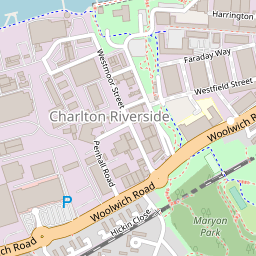 Harrington
Faraday Way
Westmoor Street
Westfield Street
Charlton Riverside
Woolwich Road
Penhall Road
P
Woolwich Road
Hickin Close
Maryon
Park
ich Road